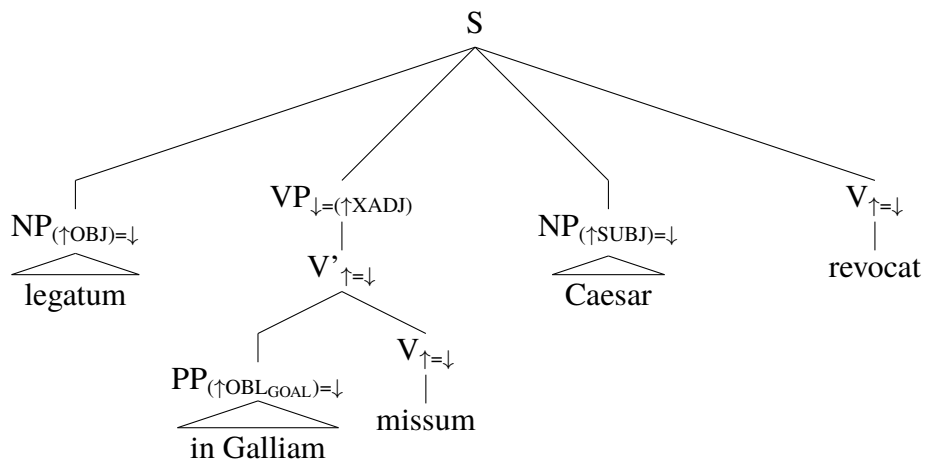 S
NP(↑OBJ)=↓ VP↓=(↑XADJ) NP(↑SUBJ)=↓ V↑=↓
legatum V’↑=↓ Caesar revocat
PP(↑OBLGOAL)=↓ V↑=↓
in Galliam missum